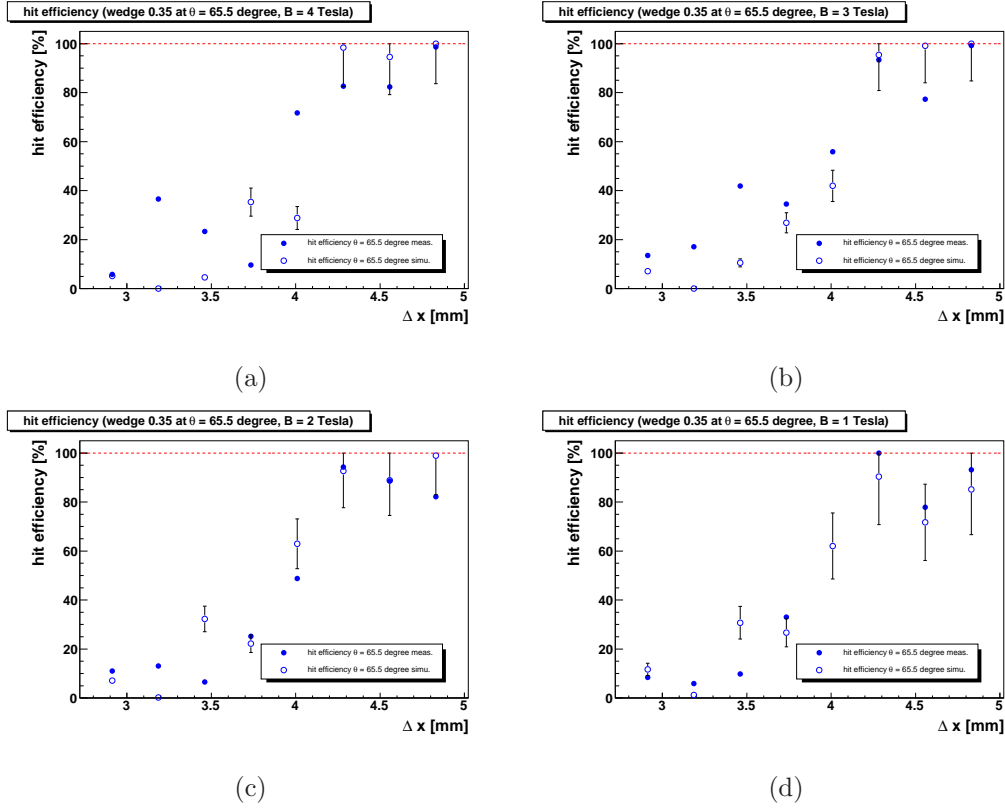 hit efficiency (wedge 0.35 at θ = 65.5 degree, B = 4 Tesla)
hit efficiency [%]
100
80
60
40
20
0
hit efficiency θ = 65.5 degree meas.
hit efficiency θ = 65.5 degree simu.
3 3.5 4 4.5 5
Δ x [mm]
(a)
hit efficiency (wedge 0.35 at θ = 65.5 degree, B = 3 Tesla)
hit efficiency [%]
100
80
60
40
20
0
hit efficiency θ = 65.5 degree meas.
hit efficiency θ = 65.5 degree simu.
3 3.5 4 4.5 5
Δ x [mm]
(b)
hit efficiency (wedge 0.35 at θ = 65.5 degree, B = 2 Tesla)
hit efficiency [%]
100
80
60
40
20
0
hit efficiency θ = 65.5 degree meas.
hit efficiency θ = 65.5 degree simu.
3 3.5 4 4.5 5
Δ x [mm]
(c)
hit efficiency (wedge 0.35 at θ = 65.5 degree, B = 1 Tesla)
hit efficiency [%]
100
80
60
40
20
0
hit efficiency θ = 65.5 degree meas.
hit efficiency θ = 65.5 degree simu.
3 3.5 4 4.5 5
Δ x [mm]
(d)